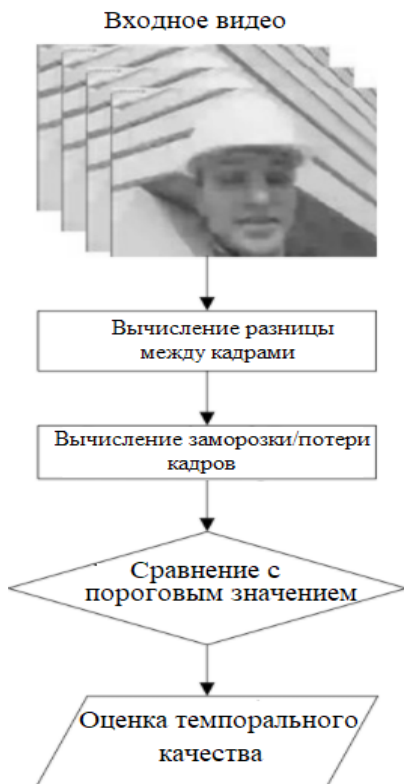 Входное видео
Вычисление разницы
между кадрами
Вычисление заморозки/потери
кадров
Сравнение с
пороговым значением
Оценка темпорального
качества